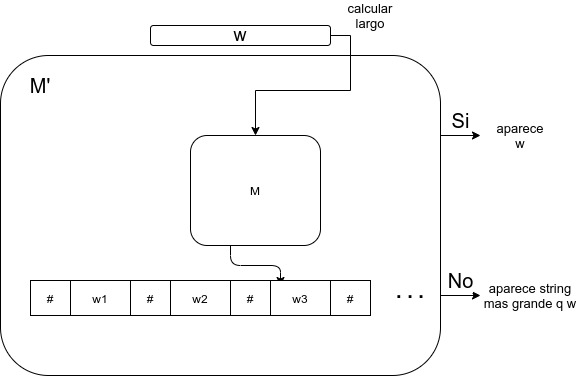 calcular
largo
w
M'
Si
aparece
w
M
No
# w1 # w2 # w3 # ...
aparece string
mas grande q w